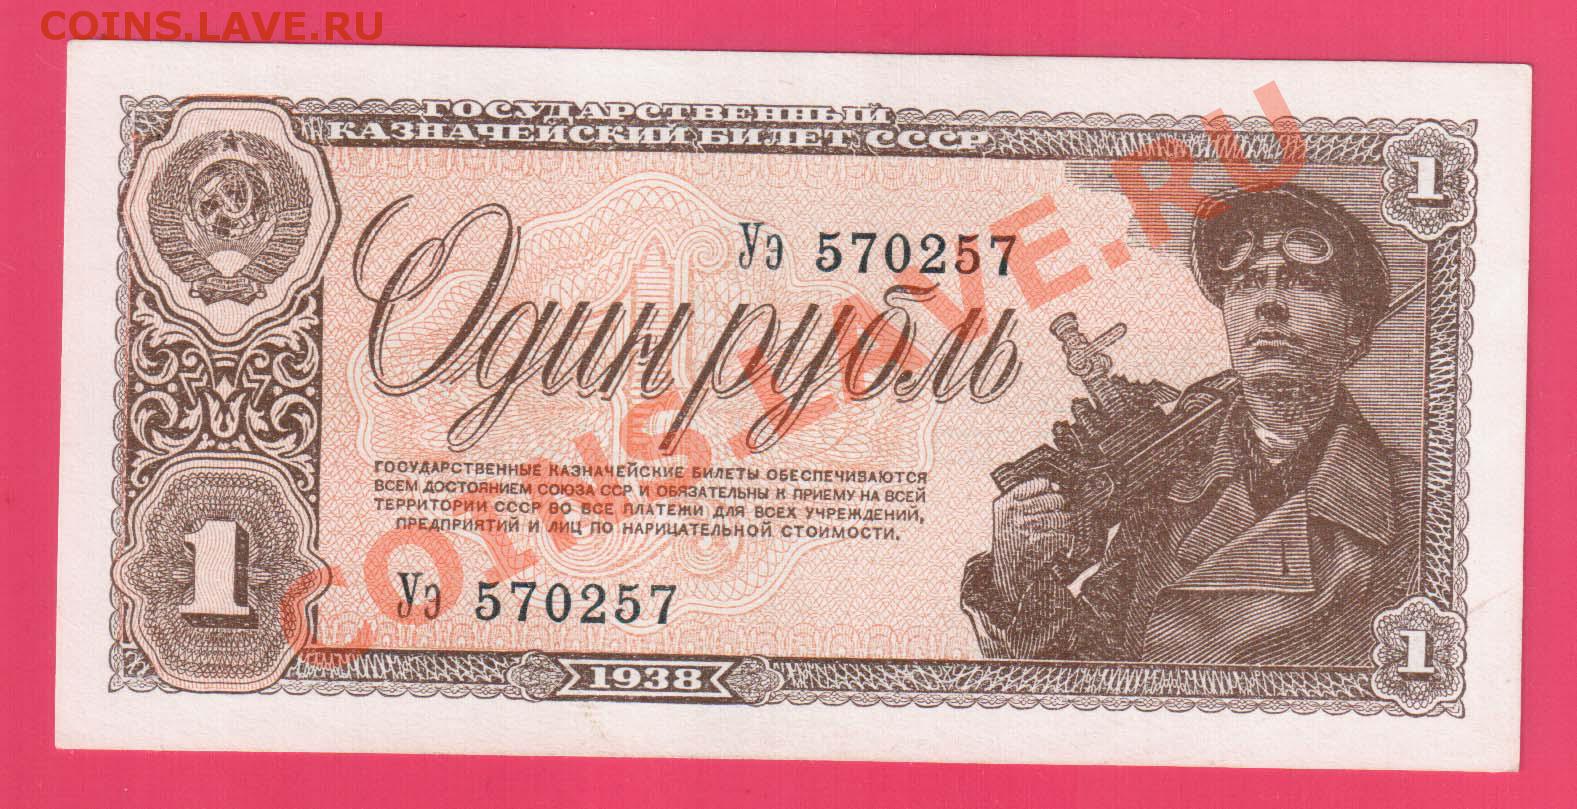 COINS.LAVE.RU
ГОСУДАРСТВЕННЫЙ
КАЗНАЧЕЙСКИЙ БИЛЕТ СССР
1
Уэ 570257
Один рубль
ГОСУДАРСТВЕННЫЕ КАЗНАЧЕЙСКИЕ БИЛЕТЫ ОБЕСПЕЧИВАЮТСЯ
ВСЕМ ДОСТОЯНИЕМ СОЮЗА ССР И ОБЯЗАТЕЛЬНЫ К ПРИЕМУ НА ВСЕЙ
ТЕРРИТОРИИ СССР ВО ВСЕ ПЛАТЕЖИ ДЛЯ ВСЕХ УЧРЕЖДЕНИЙ,
ПРЕДПРИЯТИЙ И ЛИЦ ПО НАРИЦАТЕЛЬНОЙ СТОИМОСТИ.
1
Уэ 570257
1
1938
COINS.LAVE.RU